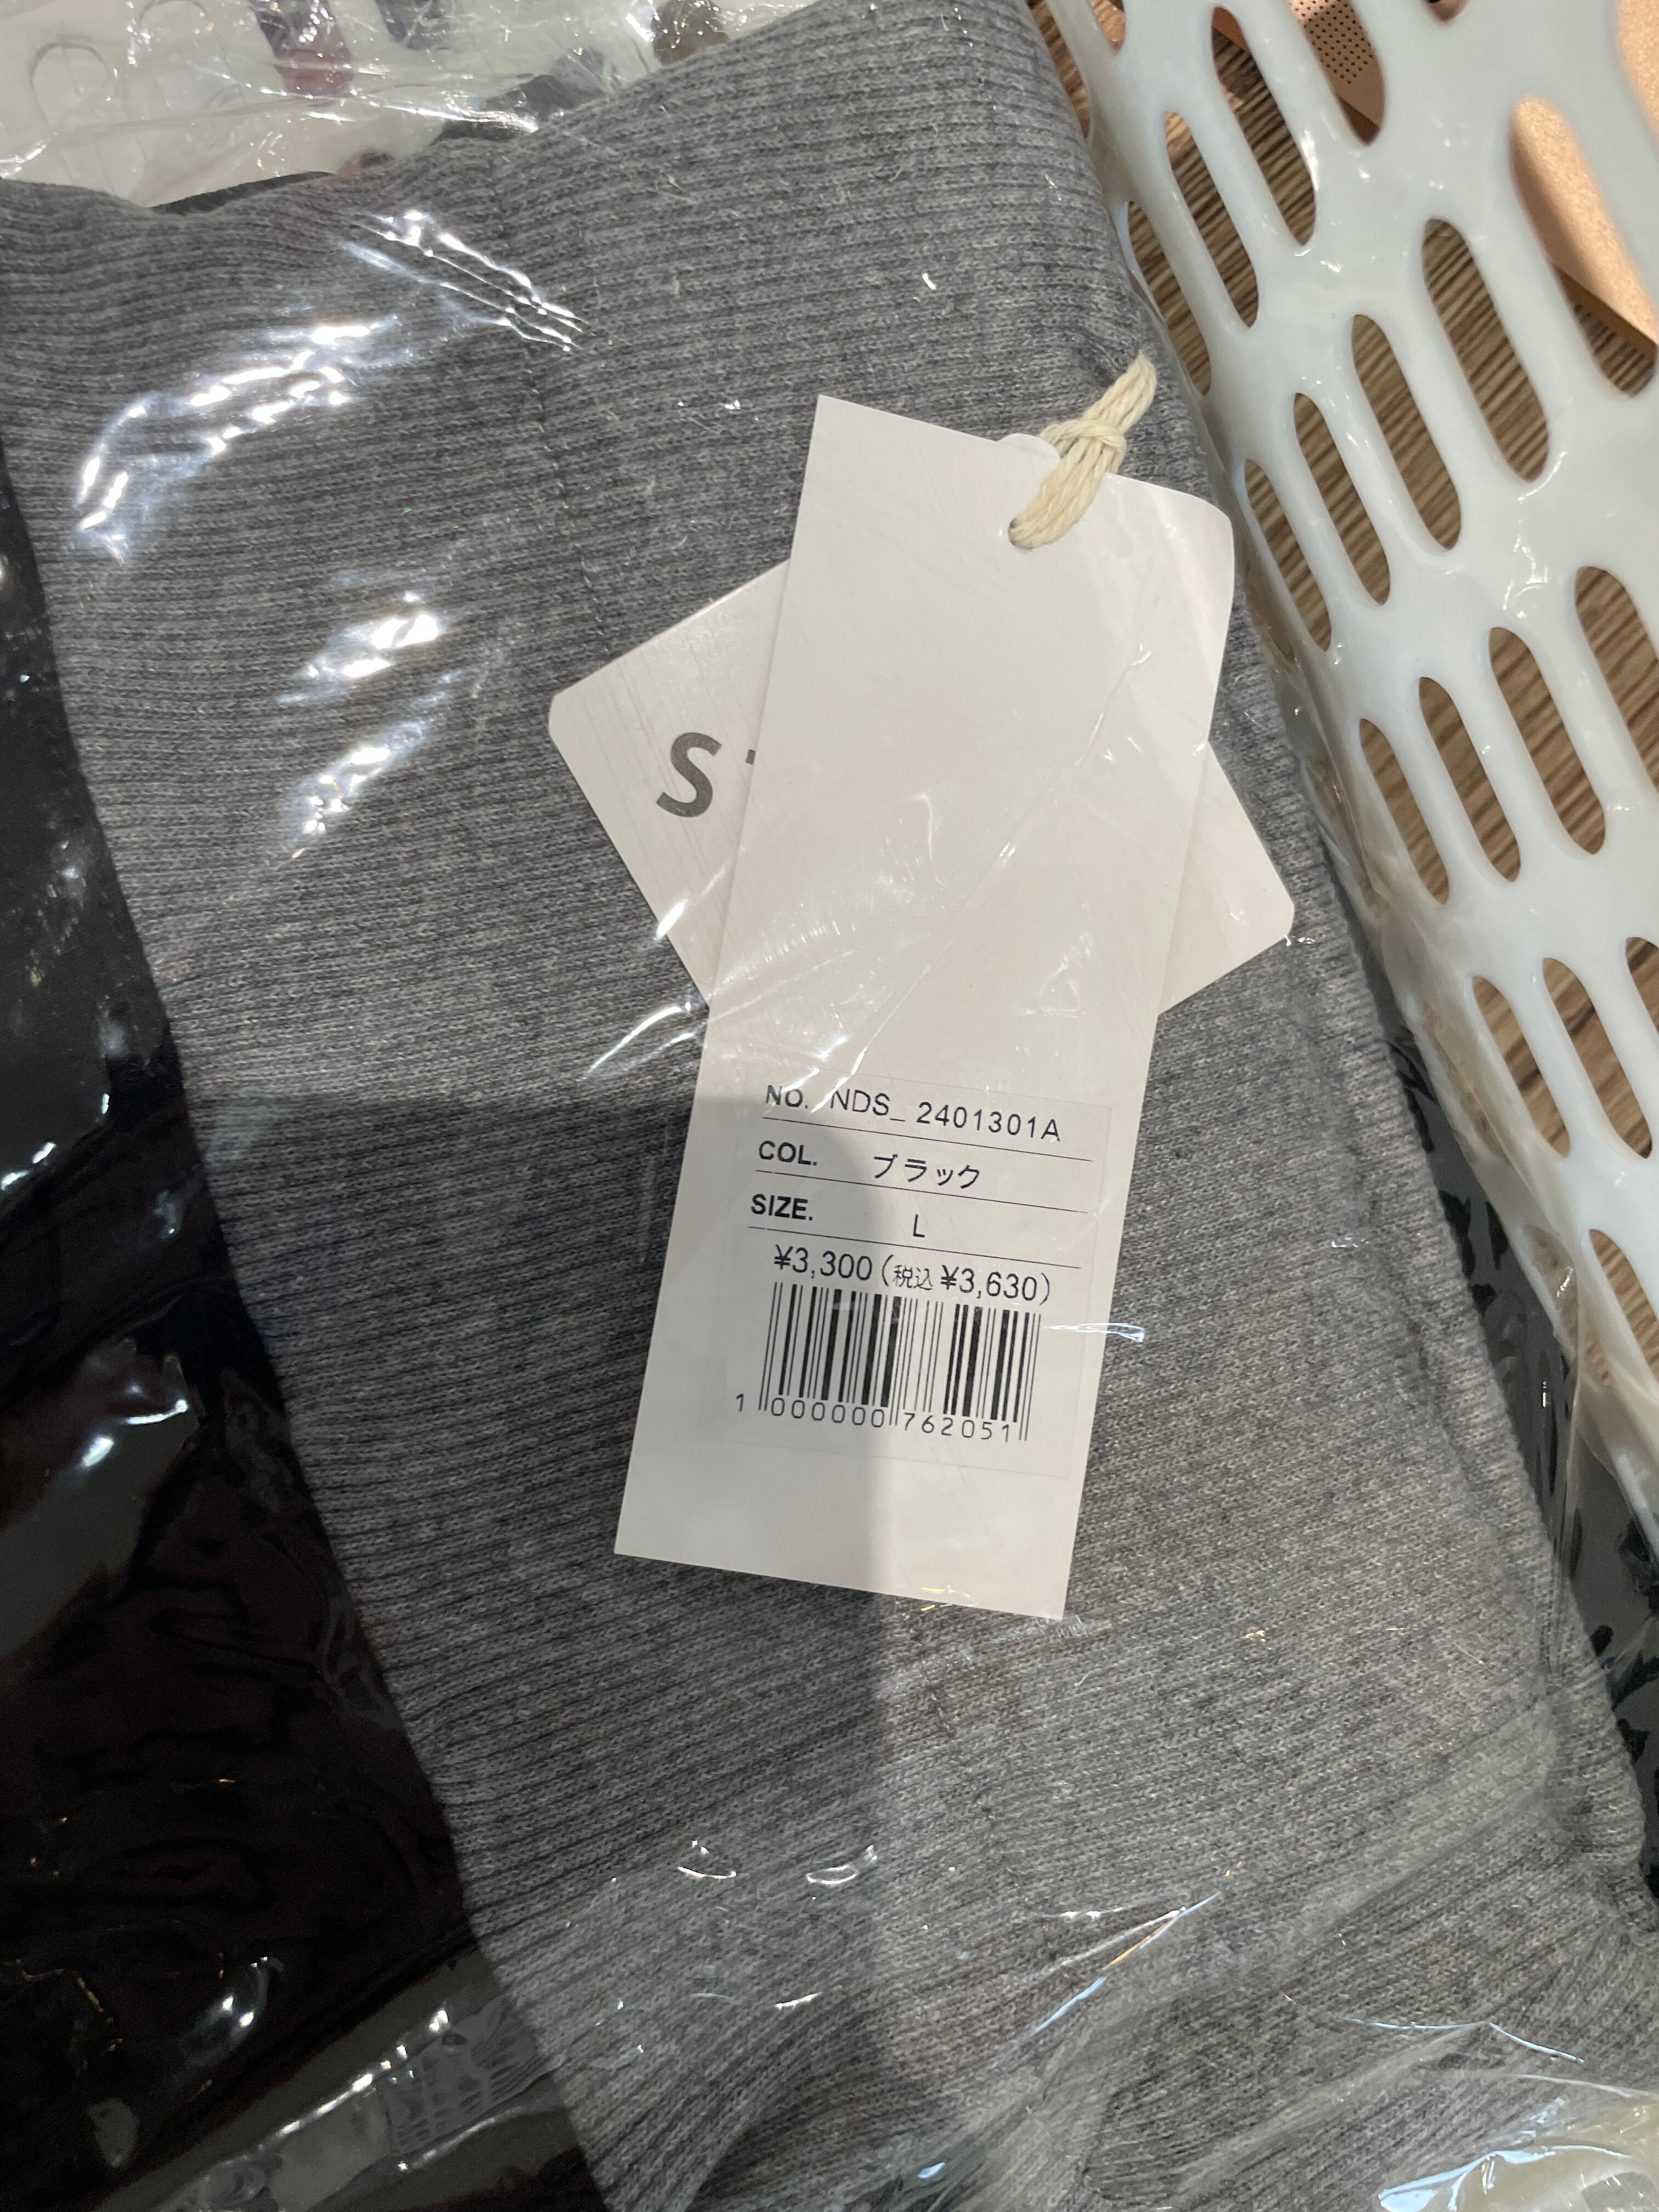 S
NO. NDS_ 2401301A
COL. ブラック
SIZE. L
¥3,300(税込¥3,630)
1 000000 762051